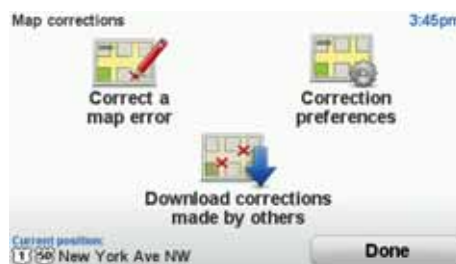 Map corrections 3:45pm
Correct a
map error
Correction
preferences
Download corrections
made by others
Current position:
1 50 New York Ave NW
Done